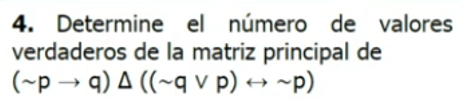 4. Determine el número de valores
verdaderos de la matriz principal de
(~p → q) Δ ((~q ∨ p) ↔ ~p)